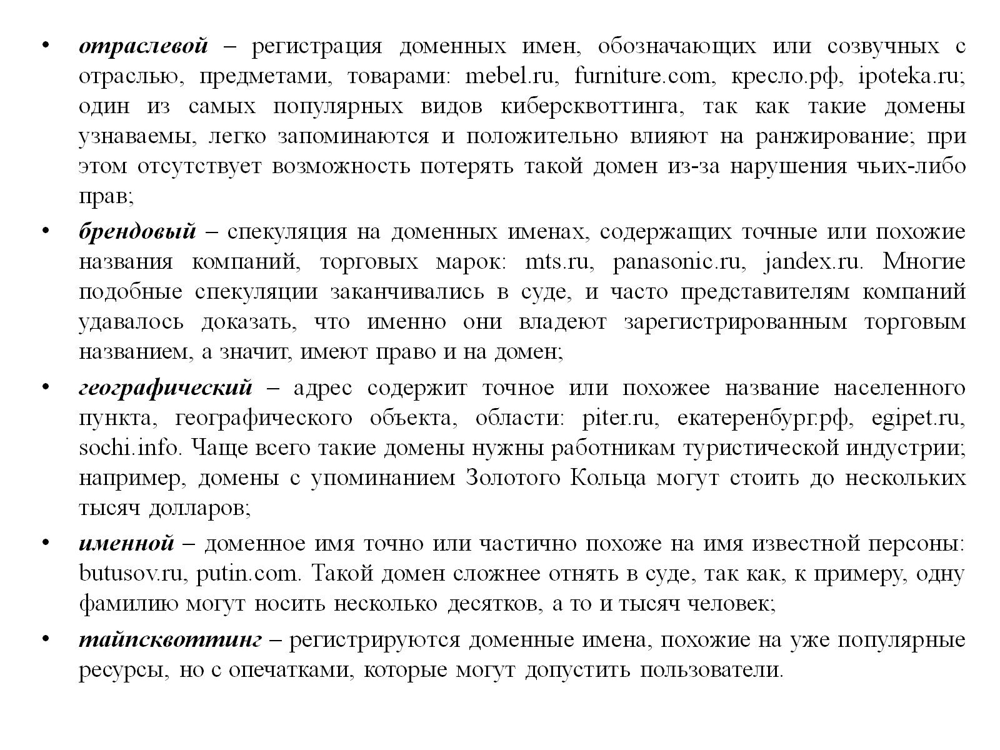 • отраслевой – регистрация доменных имен, обозначающих или созвучных с
отраслью, предметами, товарами: mebel.ru, furniture.com, кресло.рф, ipoteka.ru;
один из самых популярных видов киберсквоттинга, так как такие домены
узнаваемы, легко запоминаются и положительно влияют на ранжирование; при
этом отсутствует возможность потерять такой домен из-за нарушения чьих-либо
прав;
• брендовый – спекуляция на доменных именах, содержащих точные или похожие
названия компаний, торговых марок: mts.ru, panasonic.ru, jandex.ru. Многие
подобные спекуляции заканчивались в суде, и часто представителям компаний
удавалось доказать, что именно они владеют зарегистрированным торговым
названием, а значит, имеют право и на домен;
• географический – адрес содержит точное или похожее название населенного
пункта, географического объекта, области: piter.ru, екатеренбург.рф, egipet.ru,
sochi.info. Чаще всего такие домены нужны работникам туристической индустрии;
например, домены с упоминанием Золотого Кольца могут стоить до нескольких
тысяч долларов;
• именной – доменное имя точно или частично похоже на имя известной персоны:
butusov.ru, putin.com. Такой домен сложнее отнять в суде, так как, к примеру, одну
фамилию могут носить несколько десятков, а то и тысяч человек;
• тайпсквоттинг – регистрируются доменные имена, похожие на уже популярные
ресурсы, но с опечатками, которые могут допустить пользователи.